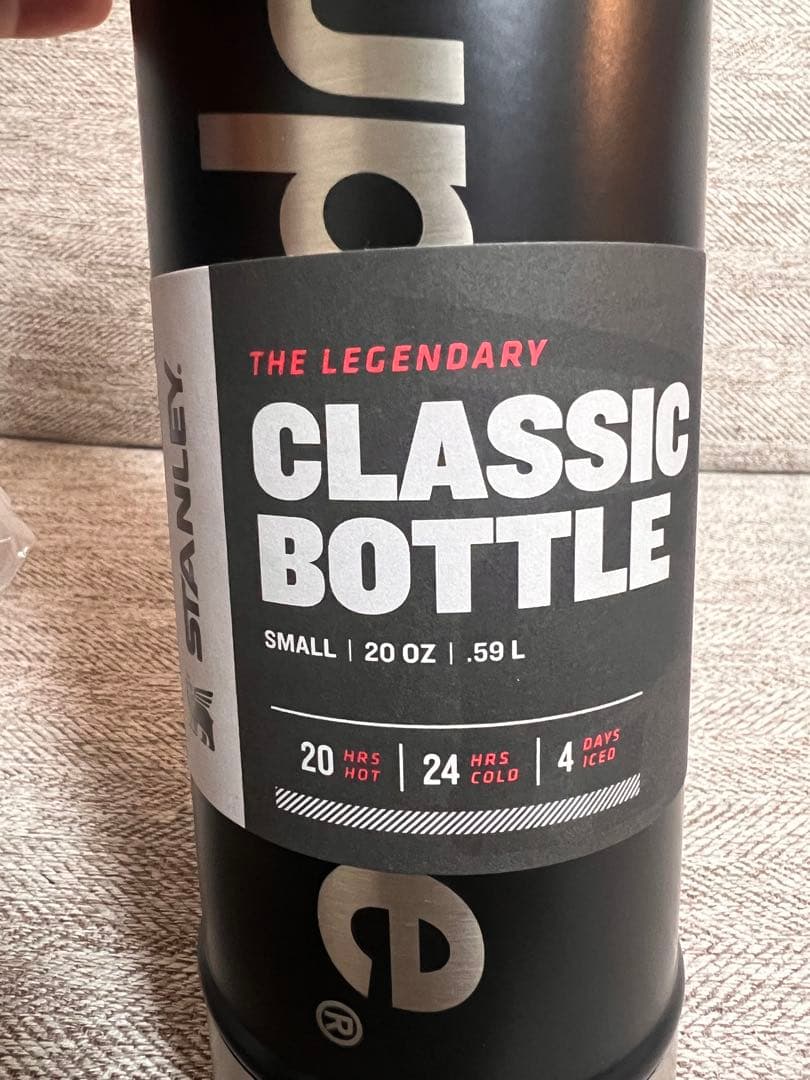 THE LEGENDARY
CLASSIC
BOTTLE
SMALL | 20 OZ | .59 L
20 HRS HOT | 24 HRS COLD | 4 DAYS ICED
STANLEY.
e®